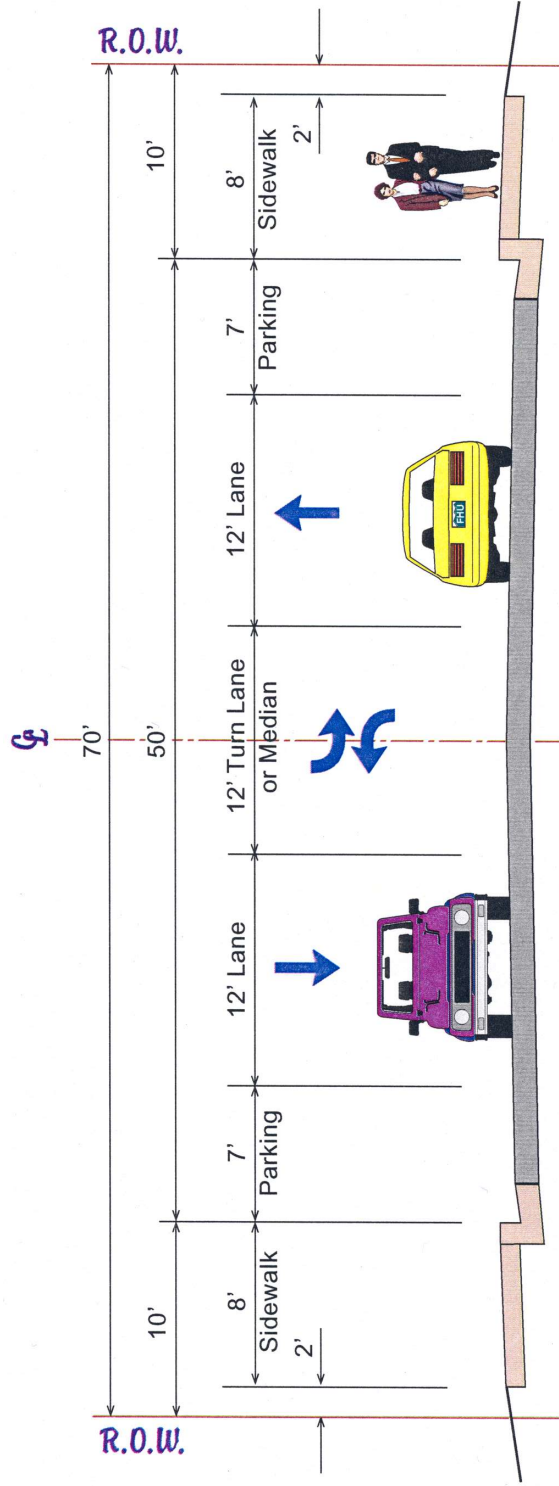 ℄
R.O.W.
R.O.W.
70'
10'
50'
10'
8'
Sidewalk
7'
Parking
12' Lane
12' Turn Lane
or Median
12' Lane
7'
Parking
8'
Sidewalk
2'
2'
FHU